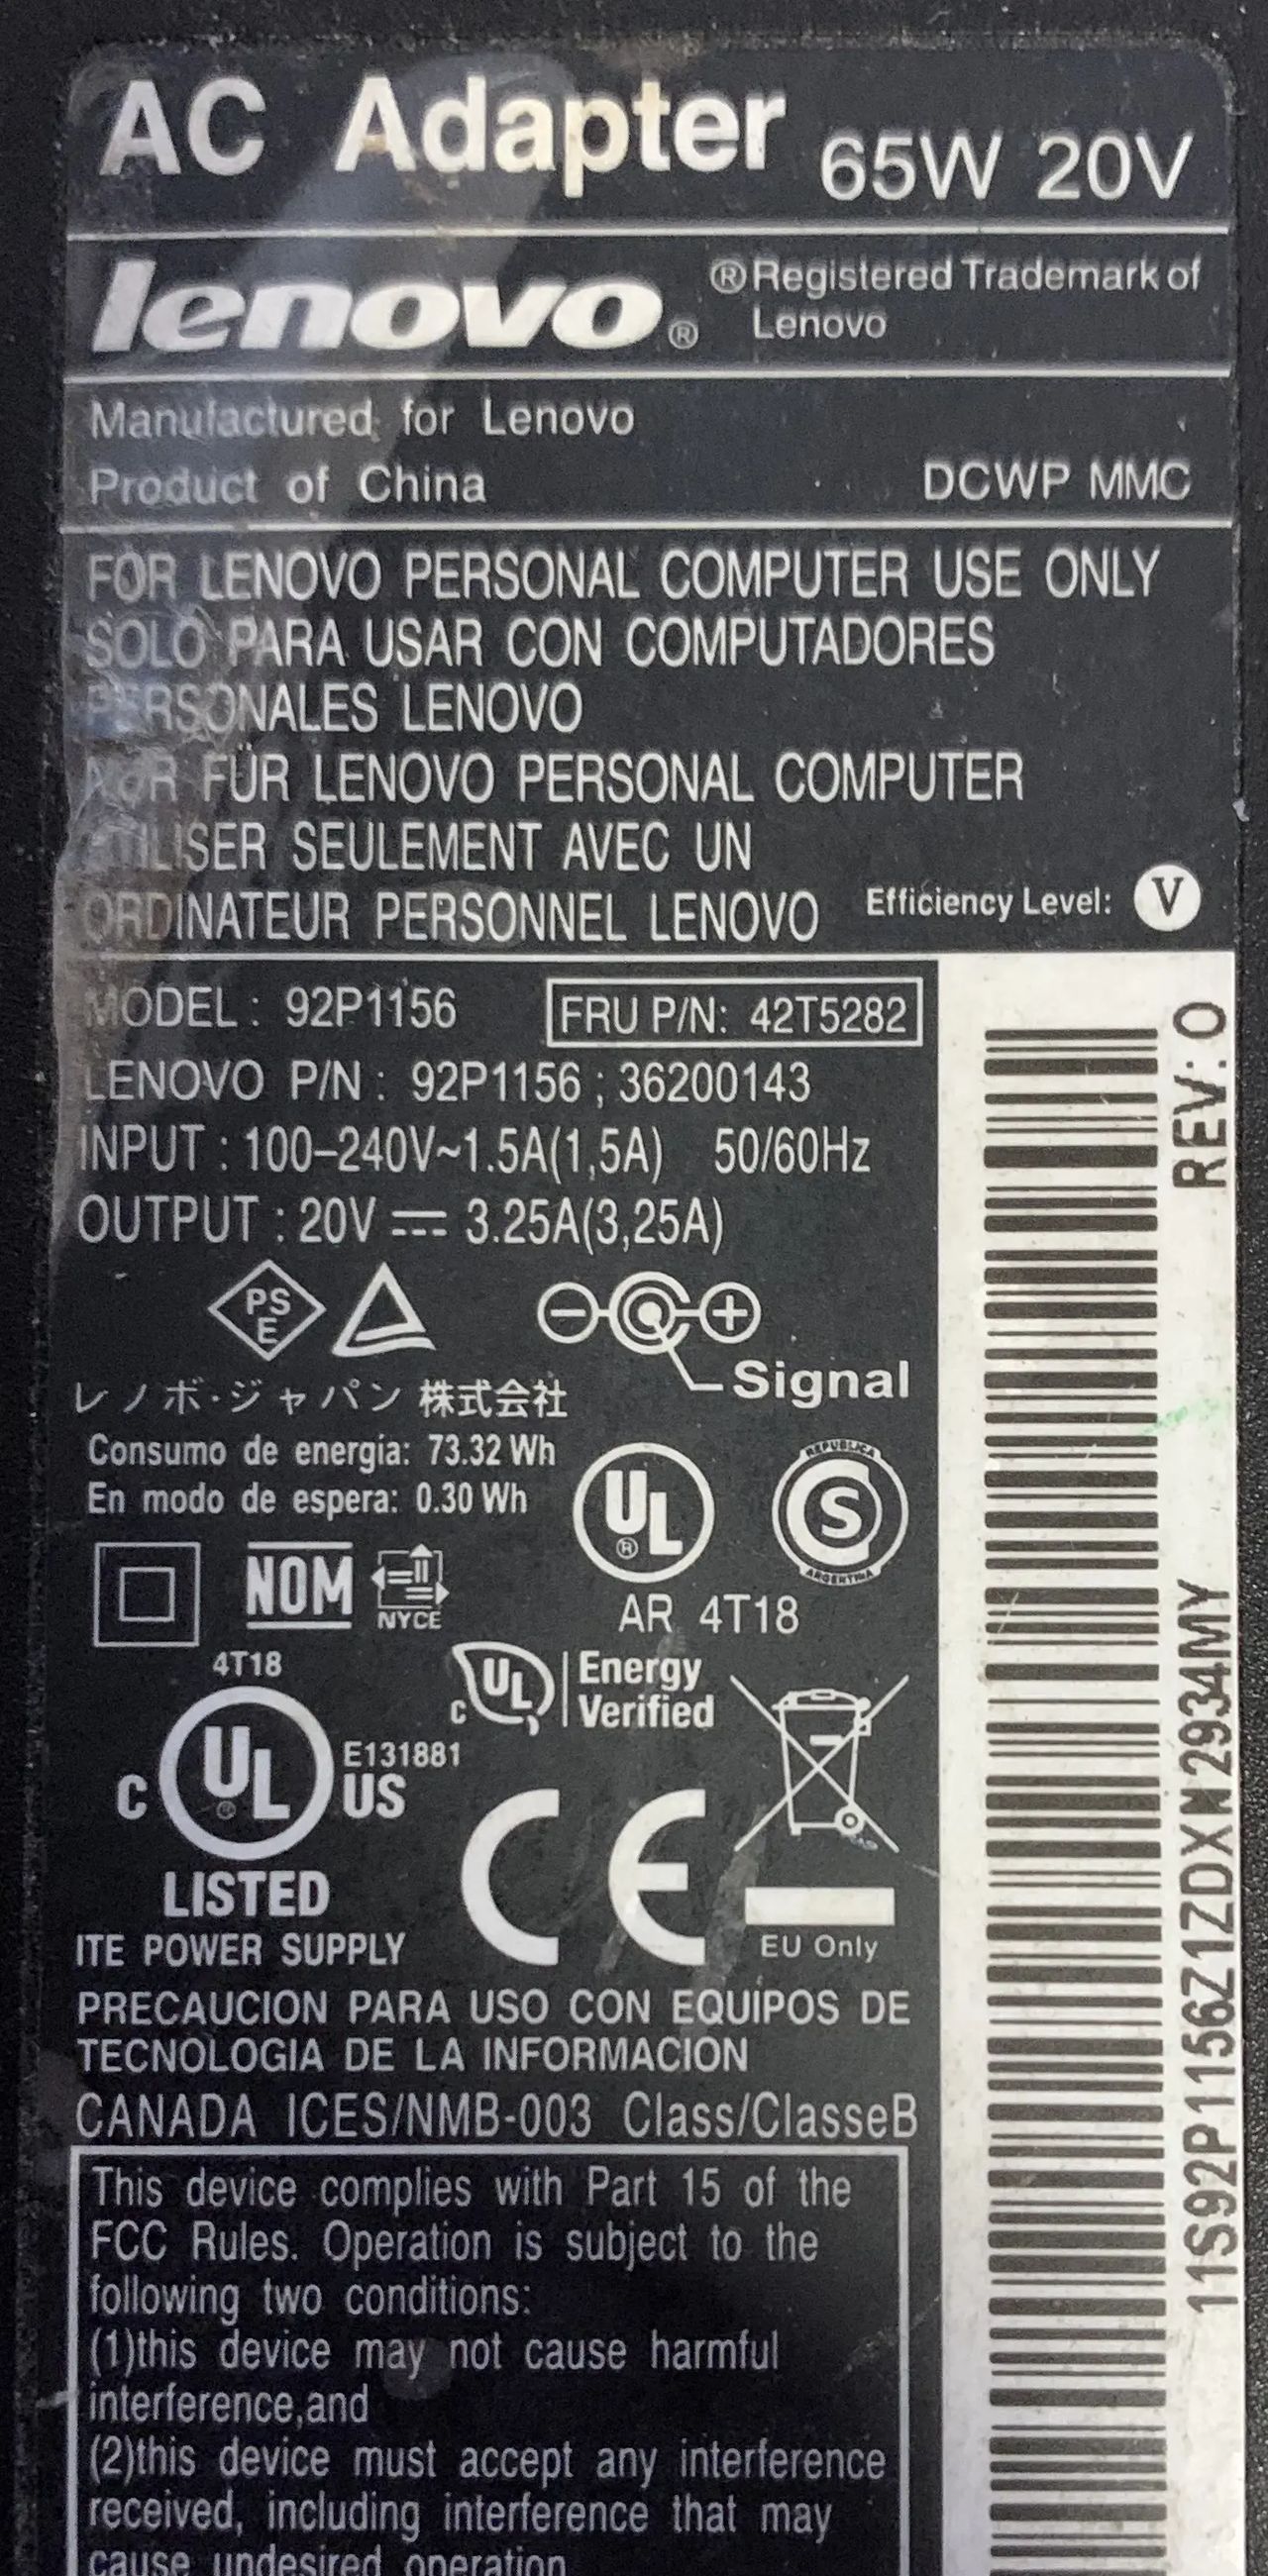 AC Adapter 65W 20V
lenovo® ®Registered Trademark of
Lenovo
Manufactured for Lenovo
Product of China DCWP MMC
FOR LENOVO PERSONAL COMPUTER USE ONLY
SOLO PARA USAR CON COMPUTADORES
PERSONALES LENOVO
NUR FÜR LENOVO PERSONAL COMPUTER
UTILISER SEULEMENT AVEC UN
ORDINATEUR PERSONNEL LENOVO Efficiency Level: V
MODEL : 92P1156 FRU P/N: 42T5282
LENOVO P/N : 92P1156 ; 36200143
INPUT : 100–240V~1.5A(1,5A) 50/60Hz
OUTPUT : 20V ⎓ 3.25A(3,25A)
PS
E
Signal
レノボ・ジャパン 株式会社
Consumo de energía: 73.32 Wh
En modo de espera: 0.30 Wh
UL®
REPUBLICA
S
ARGENTINA
AR 4T18
NOM
NYCE
4T18
C UL® US
E131881
LISTED
ITE POWER SUPPLY
C UL Energy
Verified
CE
EU Only
PRECAUCION PARA USO CON EQUIPOS DE
TECNOLOGIA DE LA INFORMACION
CANADA ICES/NMB-003 Class/ClasseB
This device complies with Part 15 of the
FCC Rules. Operation is subject to the
following two conditions:
(1)this device may not cause harmful
interference,and
(2)this device must accept any interference
received, including interference that may
cause undesired operation
REV: O
11S92P1156Z1ZDXN2934MY